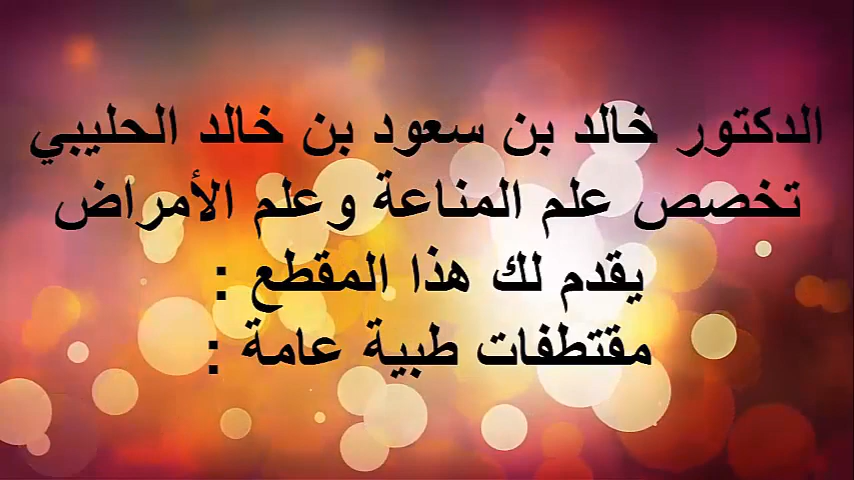 الدكتور خالد بن سعود بن خالد الحليبي
تخصص علم المناعة وعلم الأمراض
يقدم لك هذا المقطع :
مقتطفات طبية عامة :